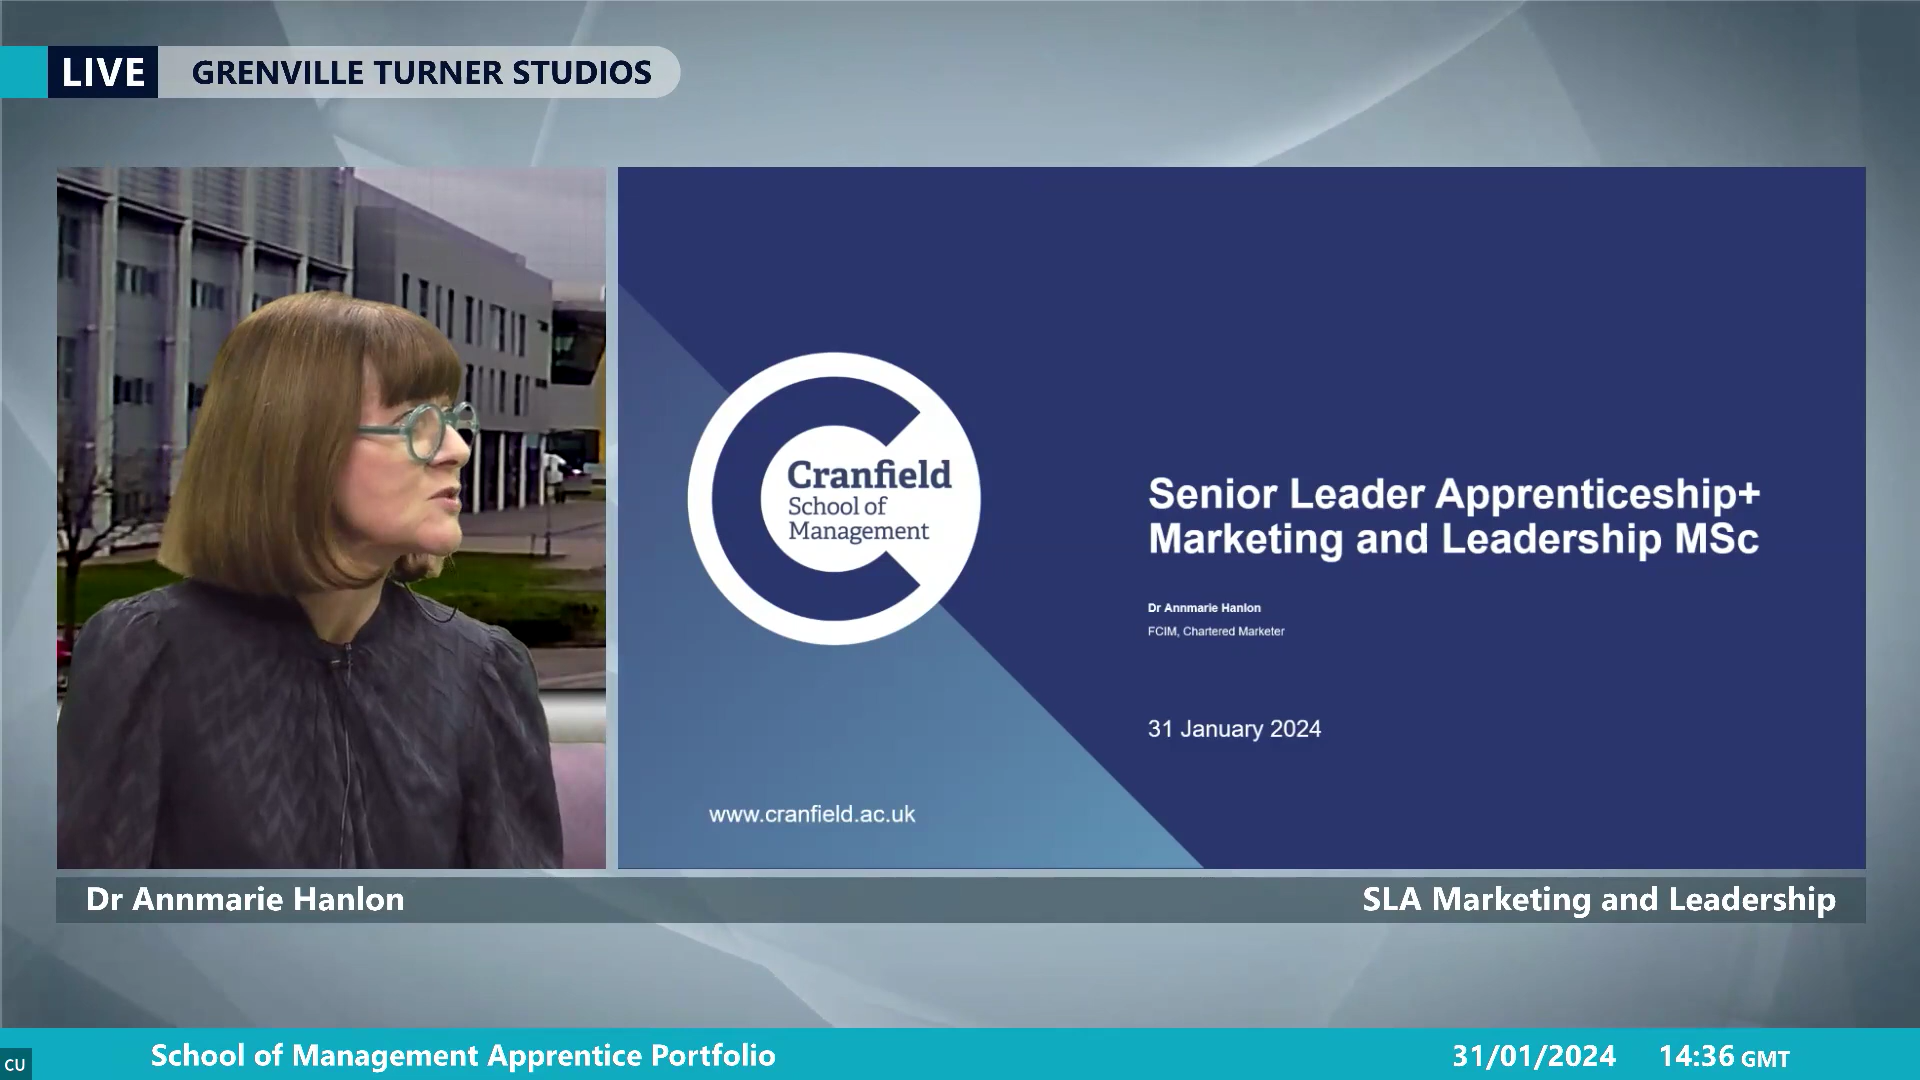 LIVE
GRENVILLE TURNER STUDIOS
Cranfield
School of
Management
Senior Leader Apprenticeship+
Marketing and Leadership MSc
Dr Annmarie Hanlon
FCIM, Chartered Marketer
31 January 2024
www.cranfield.ac.uk
Dr Annmarie Hanlon
SLA Marketing and Leadership
CU
School of Management Apprentice Portfolio
31/01/2024
14:36 GMT